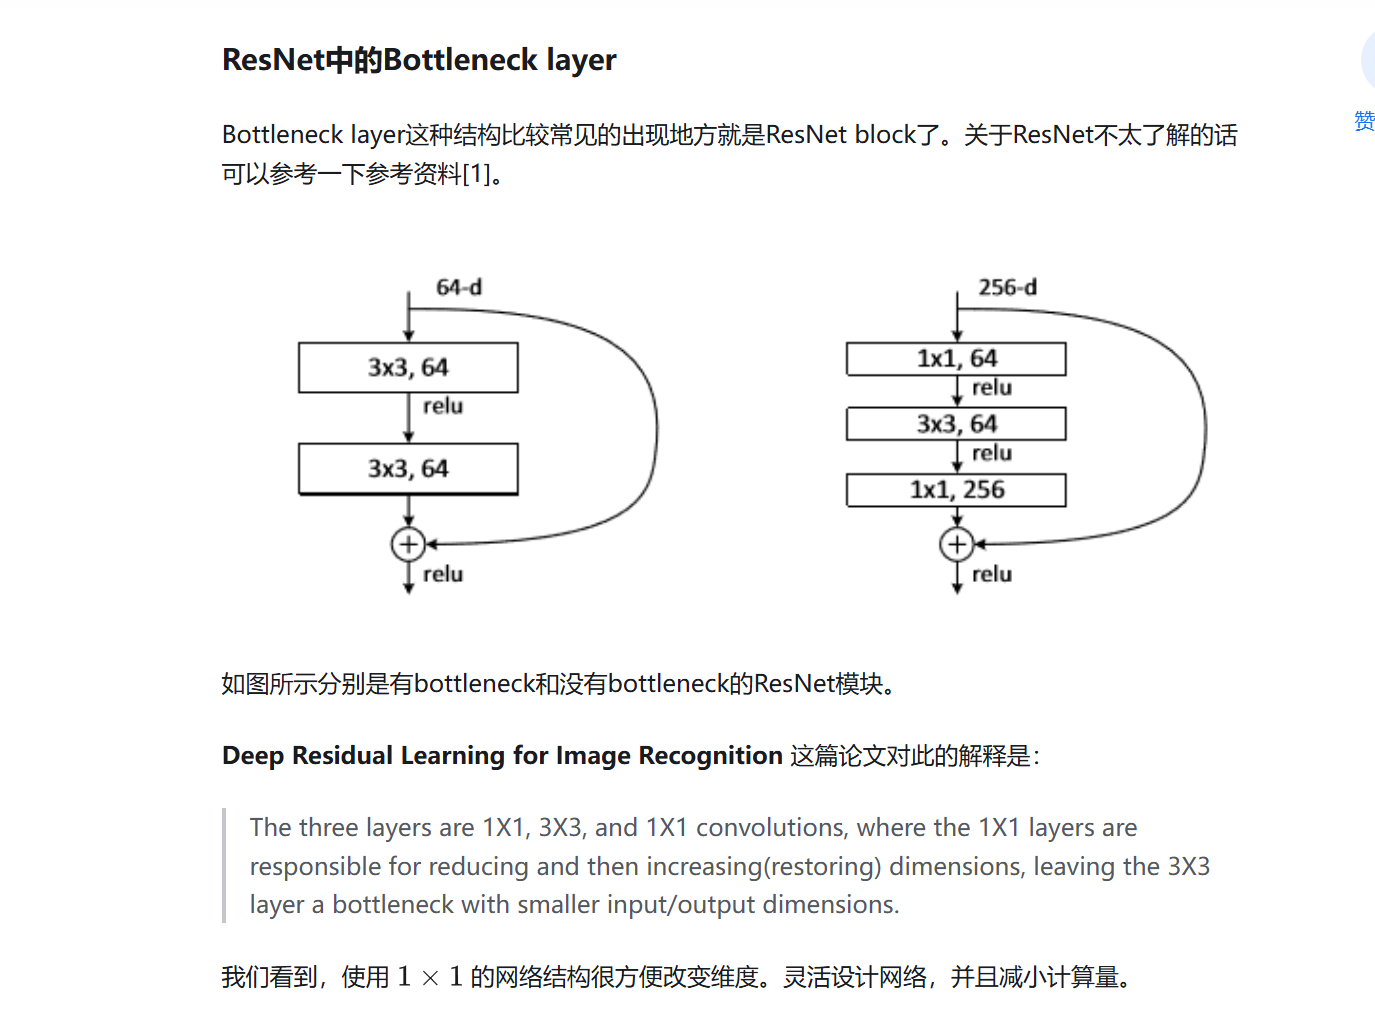 ResNet中的Bottleneck layer
赞
Bottleneck layer这种结构比较常见的出现地方就是ResNet block了。关于ResNet不太了解的话
可以参考一下参考资料[1]。
64-d
3x3, 64
relu
3x3, 64
relu
256-d
1x1, 64
relu
3x3, 64
relu
1x1, 256
relu
如图所示分别是有bottleneck和没有bottleneck的ResNet模块。
Deep Residual Learning for Image Recognition 这篇论文对此的解释是：
The three layers are 1X1, 3X3, and 1X1 convolutions, where the 1X1 layers are
responsible for reducing and then increasing(restoring) dimensions, leaving the 3X3
layer a bottleneck with smaller input/output dimensions.
我们看到，使用 1 × 1 的网络结构很方便改变维度。灵活设计网络，并且减小计算量。